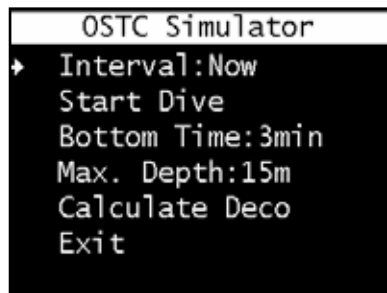 OSTC Simulator
Interval:Now
Start Dive
Bottom Time:3min
Max. Depth:15m
Calculate Deco
Exit